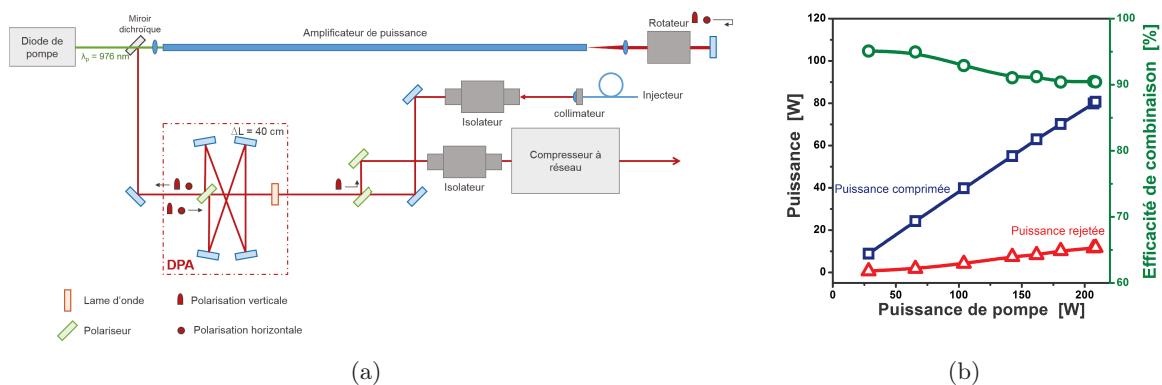 Diode de
pompe
Miroir
dichroïque
λp = 976 nm
Amplificateur de puissance
Rotateur
Isolateur
collimateur
Injecteur
ΔL = 40 cm
DPA
Isolateur
Compresseur à
réseau
Lame d'onde
Polarisation verticale
Polariseur
Polarisation horizontale
(a)
Puissance [W]
120
100
80
60
40
20
0
Puissance comprimée
Puissance rejetée
0
50
100
150
200
Puissance de pompe [W]
100
90
80
70
60
Efficacité de combinaison [%]
(b)